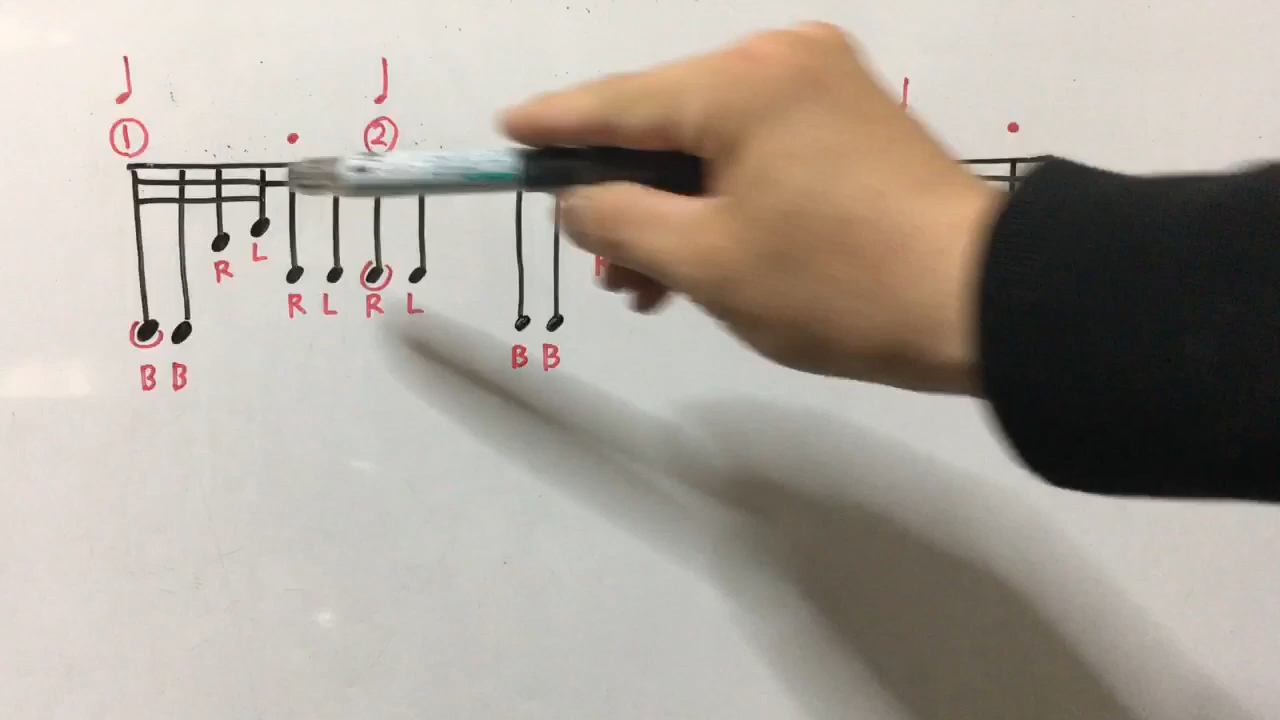 ① ②
R L
R L R L
B B B B